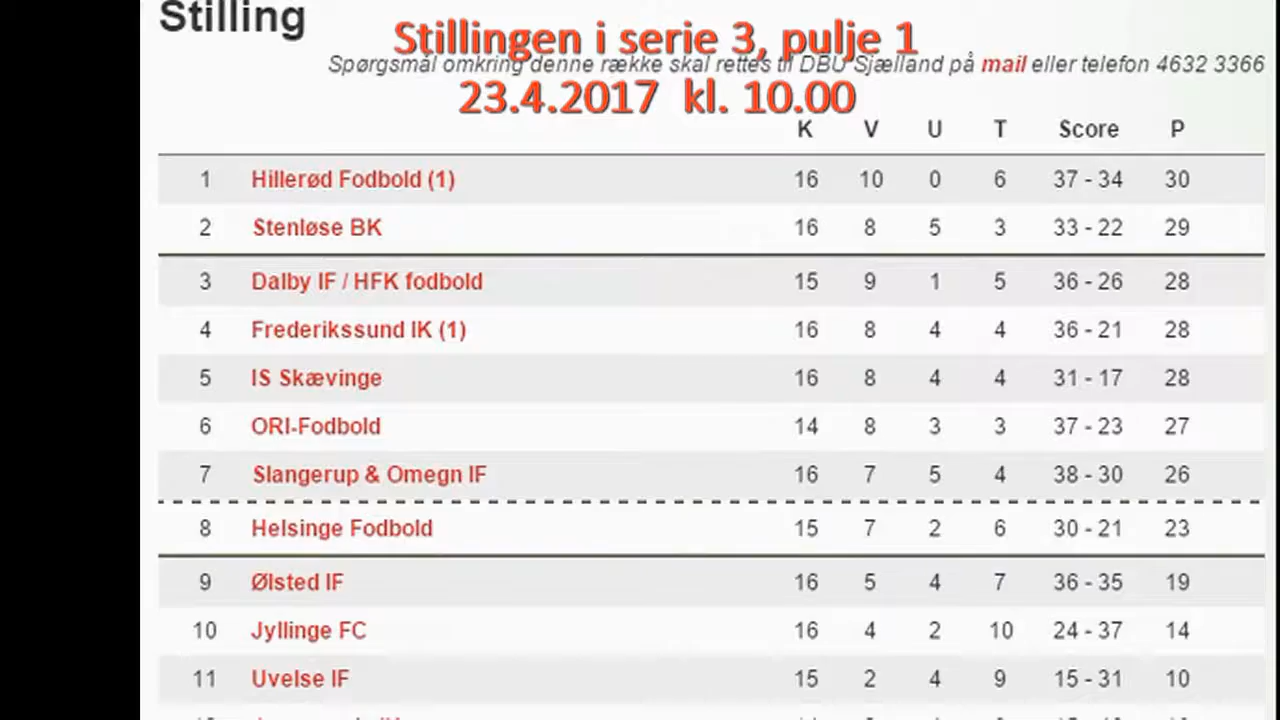 Stilling
Stillingen i serie 3, pulje 1
Spørgsmål omkring denne række skal rettes til DBU Sjælland på mail eller telefon 4632 3366
23.4.2017 kl. 10.00
K V U T Score P
1 Hillerød Fodbold (1) 16 10 0 6 37 - 34 30
2 Stenløse BK 16 8 5 3 33 - 22 29
3 Dalby IF / HFK fodbold 15 9 1 5 36 - 26 28
4 Frederikssund IK (1) 16 8 4 4 36 - 21 28
5 IS Skævinge 16 8 4 4 31 - 17 28
6 ORI-Fodbold 14 8 3 3 37 - 23 27
7 Slangerup & Omegn IF 16 7 5 4 38 - 30 26
8 Helsinge Fodbold 15 7 2 6 30 - 21 23
9 Ølsted IF 16 5 4 7 36 - 35 19
10 Jyllinge FC 16 4 2 10 24 - 37 14
11 Uvelse IF 15 2 4 9 15 - 31 10